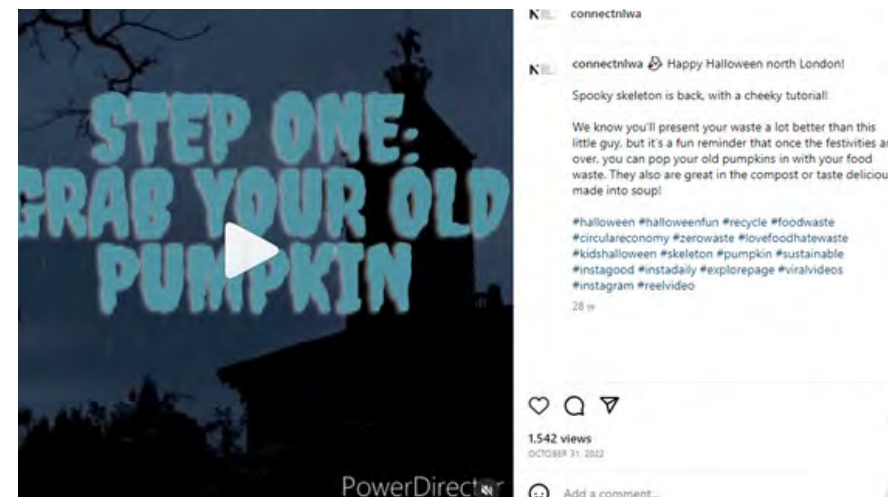 STEP ONE:
GRAB YOUR OLD
PUMPKIN
PowerDirect r
connectnlwa
connectnlwa Happy Halloween north London!
Spooky skeleton is back, with a cheeky tutorial!
We know you'll present your waste a lot better than this
little guy, but it's a fun reminder that once the festivities ar
over, you can pop your old pumpkins in with your food
waste. They also are great in the compost or taste deliciou
made into soup!
#halloween #halloweenfun #recycle #foodwaste
#circulareconomy #zerowaste #lovefoodhatewaste
#kidshalloween #skeleton #pumpkin #sustainable
#instagood #instadaily #explorepage #viralvideos
#instagram #reelvideo
28 w
1,542 views
OCTOBER 31, 2022
Add a comment...